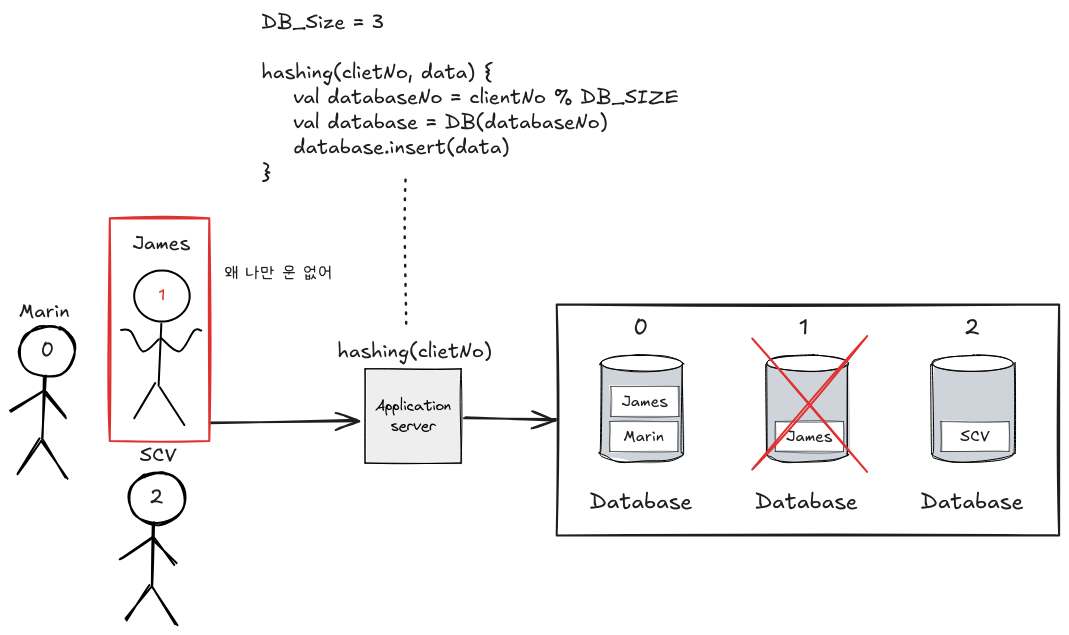 DB_Size = 3
hashing(clietNo, data) {
val databaseNo = clientNo % DB_SIZE
val database = DB(databaseNo)
database.insert(data)
}
James
왜 나만 운 없어
1
Marin
0
SCV
2
hashing(clietNo)
Application
server
0
1
2
James
Marin
James
SCV
Database
Database
Database